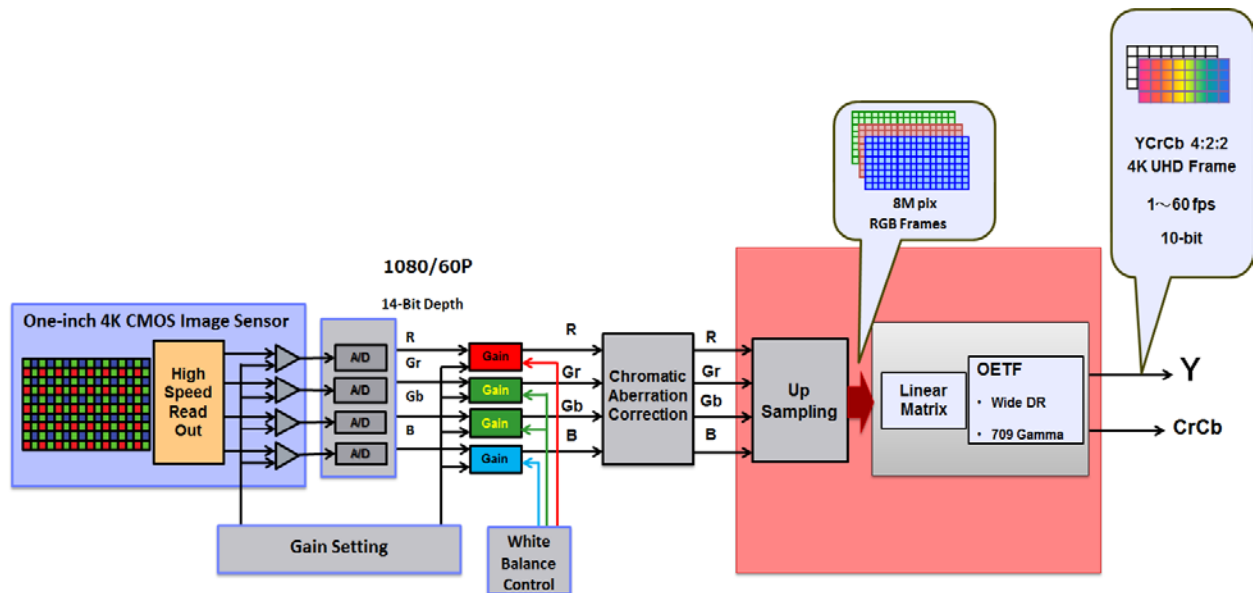 YCrCb 4:2:2
4K UHD Frame
1~60 fps
10-bit
8M pix
RGB Frames
1080/60P
14-Bit Depth
One-inch 4K CMOS Image Sensor
High
Speed
Read
Out
A/D
A/D
A/D
A/D
R
Gr
Gb
B
Gain
Gain
Gain
Gain
R
Gr
Gb
B
Chromatic
Aberration
Correction
R
Gr
Gb
B
Up
Sampling
Linear
Matrix
OETF
• Wide DR
• 709 Gamma
Y
CrCb
Gain Setting
White
Balance
Control